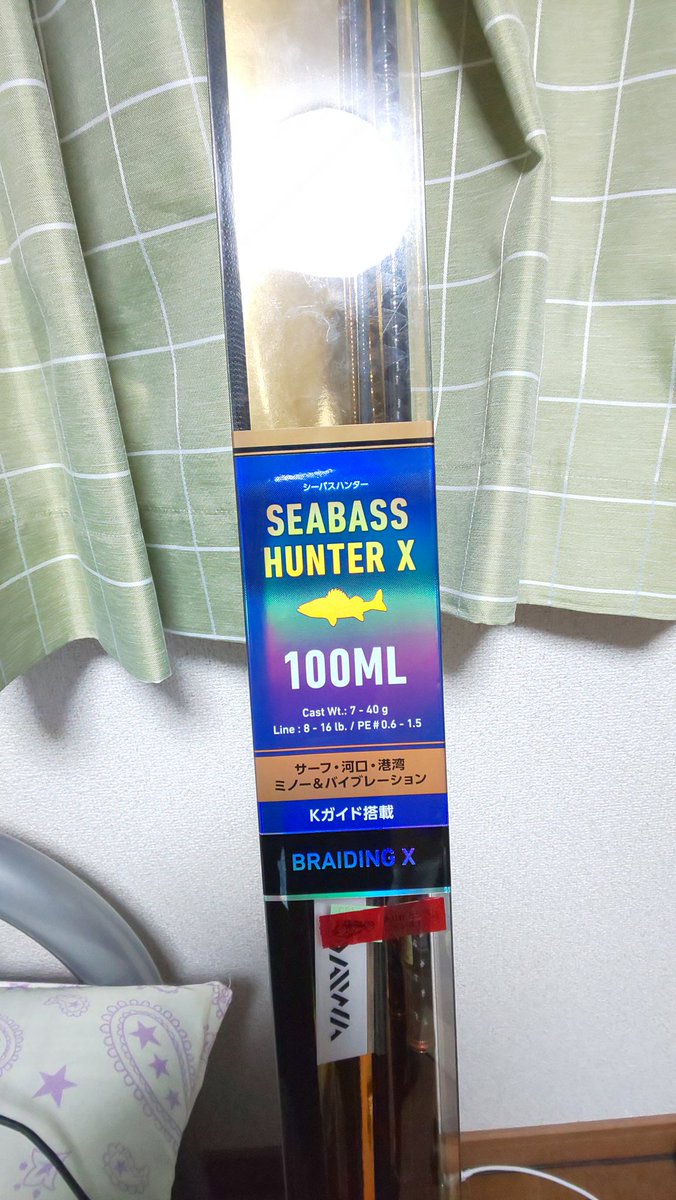 シーバスハンター
SEABASS
HUNTER X
100ML
Cast Wt.: 7 - 40 g
Line : 8 - 16 lb. / PE#0.6 - 1.5
サーフ・河口・港湾
ミノー&バイブレーション
Kガイド搭載
BRAIDING X
DAIWA